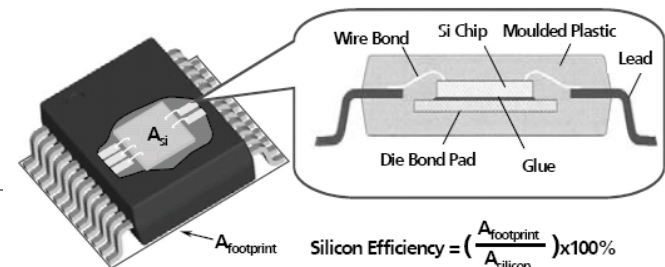 Wire Bond
Si Chip
Moulded Plastic
Lead
Asi
Die Bond Pad
Glue
Afootprint
Silicon Efficiency = ( Afootprint / Asilicon ) x100%